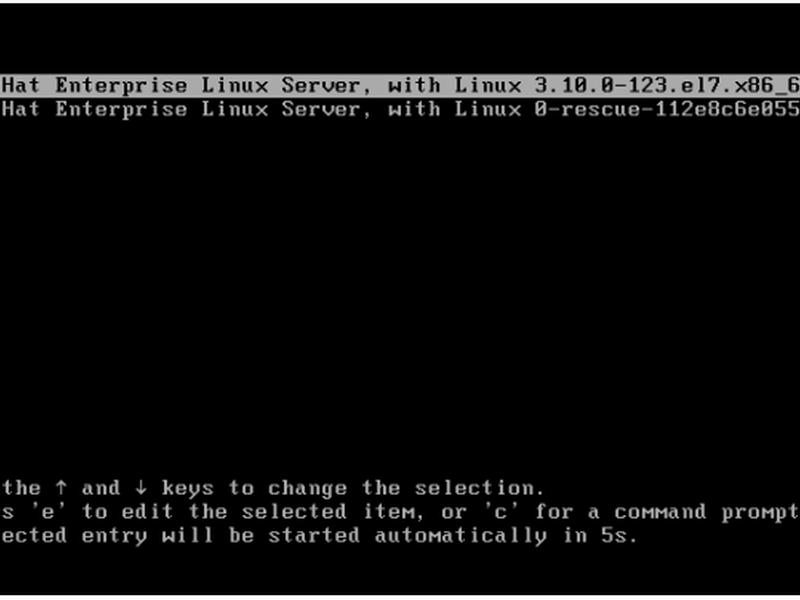 Hat Enterprise Linux Server, with Linux 3.10.0-123.el7.x86_6
Hat Enterprise Linux Server, with Linux 0-rescue-112e8c6e055
the ↑ and ↓ keys to change the selection.
s 'e' to edit the selected item, or 'c' for a command prompt
ected entry will be started automatically in 5s.